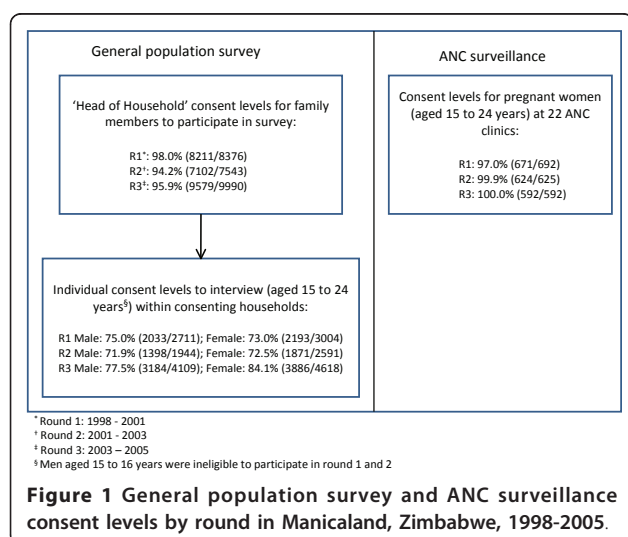 General population survey
ANC surveillance
‘Head of Household’ consent levels for family
members to participate in survey:
R1*: 98.0% (8211/8376)
R2⁺: 94.2% (7102/7543)
R3‡: 95.9% (9579/9990)
Consent levels for pregnant women
(aged 15 to 24 years) at 22 ANC
clinics:
R1: 97.0% (671/692)
R2: 99.9% (624/625)
R3: 100.0% (592/592)
Individual consent levels to interview (aged 15 to 24
years§) within consenting households:
R1 Male: 75.0% (2033/2711); Female: 73.0% (2193/3004)
R2 Male: 71.9% (1398/1944); Female: 72.5% (1871/2591)
R3 Male: 77.5% (3184/4109); Female: 84.1% (3886/4618)
* Round 1: 1998 - 2001
⁺ Round 2: 2001 - 2003
‡ Round 3: 2003 – 2005
§ Men aged 15 to 16 years were ineligible to participate in round 1 and 2
Figure 1 General population survey and ANC surveillance
consent levels by round in Manicaland, Zimbabwe, 1998-2005.